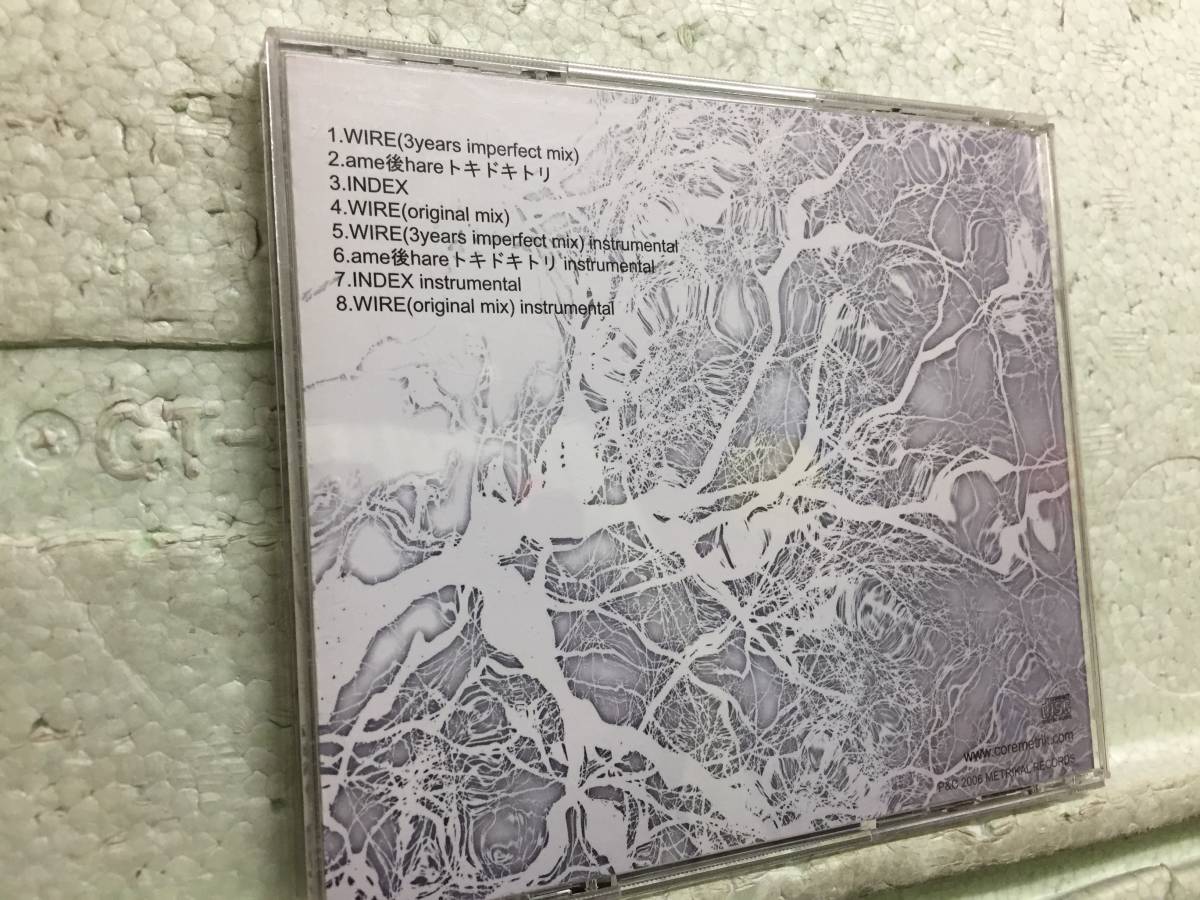 1.WIRE(3years imperfect mix)
2.ame後hareトキドキトリ
3.INDEX
4.WIRE(original mix)
5.WIRE(3years imperfect mix) instrumental
6.ame後hareトキドキトリ instrumental
7.INDEX instrumental
8.WIRE(original mix) instrumental
CT-
www.coremetrik.com
P&C 2006 METRIKAL RECORDS